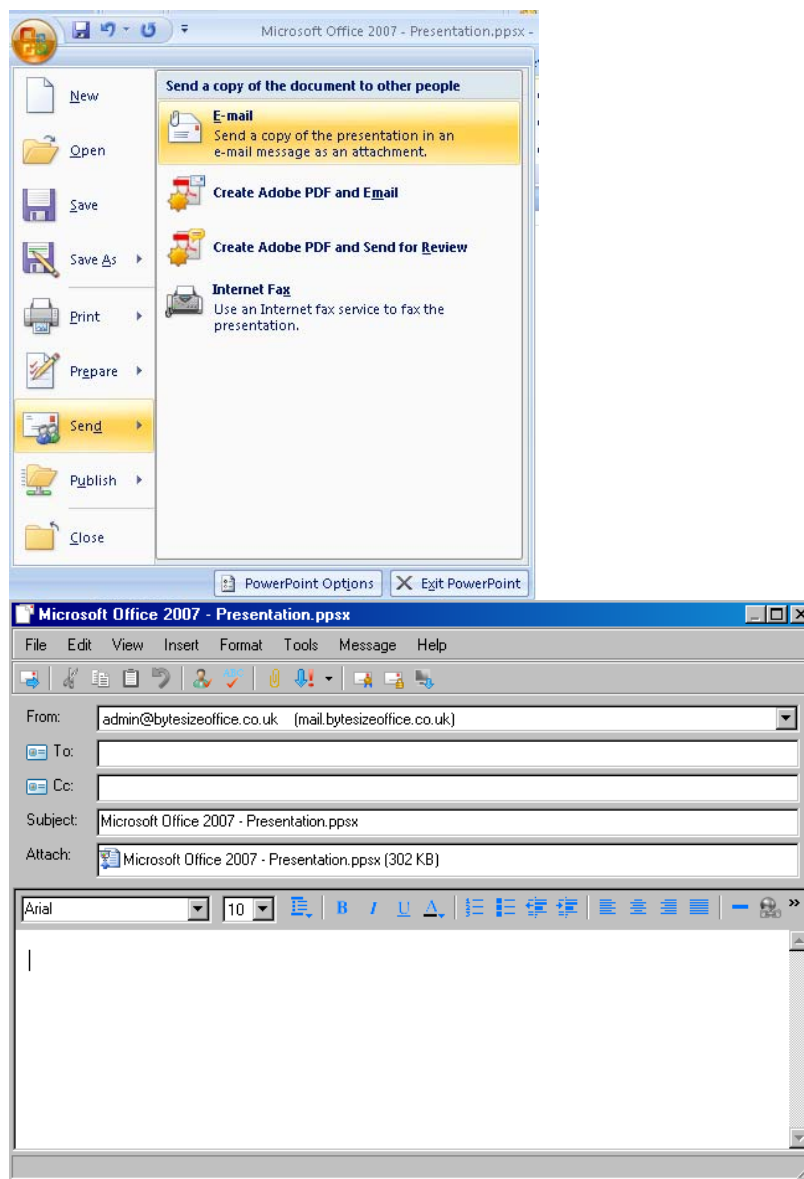 Microsoft Office 2007 - Presentation.ppsx -
New
Open
Save
Save As
Print
Prepare
Send
Publish
Close
Send a copy of the document to other people
E-mail
Send a copy of the presentation in an
e-mail message as an attachment.
Create Adobe PDF and Email
Create Adobe PDF and Send for Review
Internet Fax
Use an Internet fax service to fax the
presentation.
PowerPoint Options
Exit PowerPoint
Microsoft Office 2007 - Presentation.ppsx
File Edit View Insert Format Tools Message Help
From: admin@bytesizeoffice.co.uk (mail.bytesizeoffice.co.uk)
To:
Cc:
Subject: Microsoft Office 2007 - Presentation.ppsx
Attach: Microsoft Office 2007 - Presentation.ppsx (302 KB)
Arial 10 B I U A